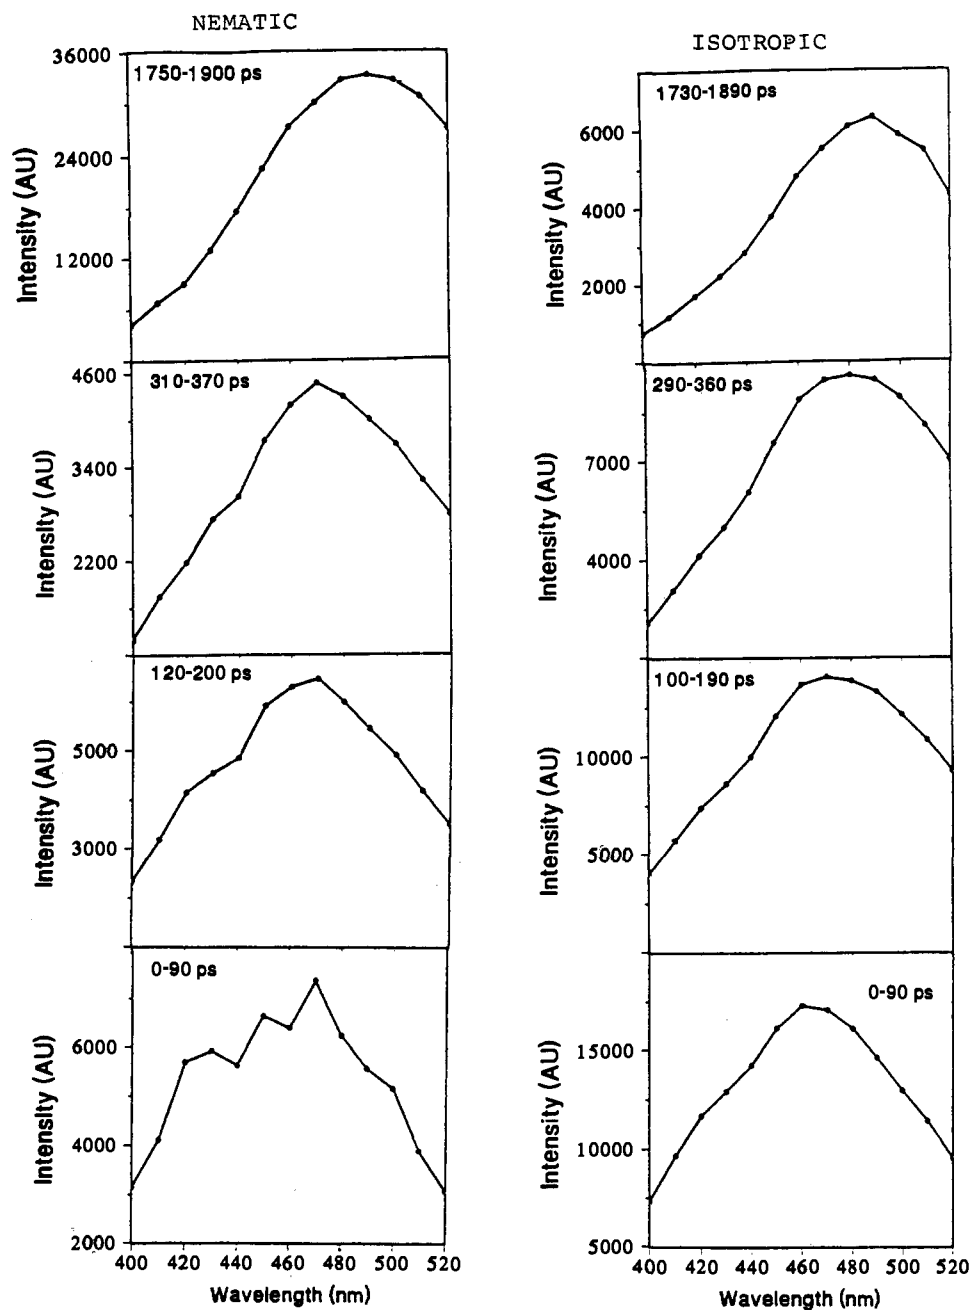 NEMATIC
ISOTROPIC
1750-1900 ps
36000
24000
12000
Intensity (AU)
1730-1890 ps
6000
4000
2000
Intensity (AU)
310-370 ps
4600
3400
2200
Intensity (AU)
290-360 ps
7000
4000
Intensity (AU)
120-200 ps
5000
3000
Intensity (AU)
100-190 ps
10000
5000
Intensity (AU)
0-90 ps
6000
4000
2000
Intensity (AU)
400 420 440 460 480 500 520
Wavelength (nm)
0-90 ps
15000
10000
5000
Intensity (AU)
400 420 440 460 480 500 520
Wavelength (nm)